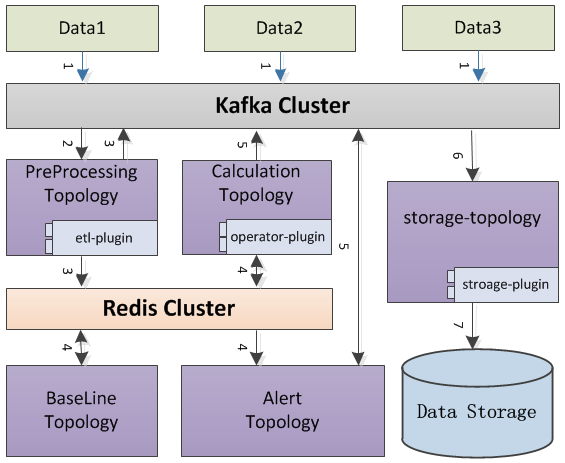 Data1
Data2
Data3
1
1
1
Kafka Cluster
2
3
5
6
PreProcessing
Topology
etl-plugin
Calculation
Topology
operator-plugin
storage-topology
stroage-plugin
3
4
5
7
Redis Cluster
4
4
BaseLine
Topology
Alert
Topology
Data Storage